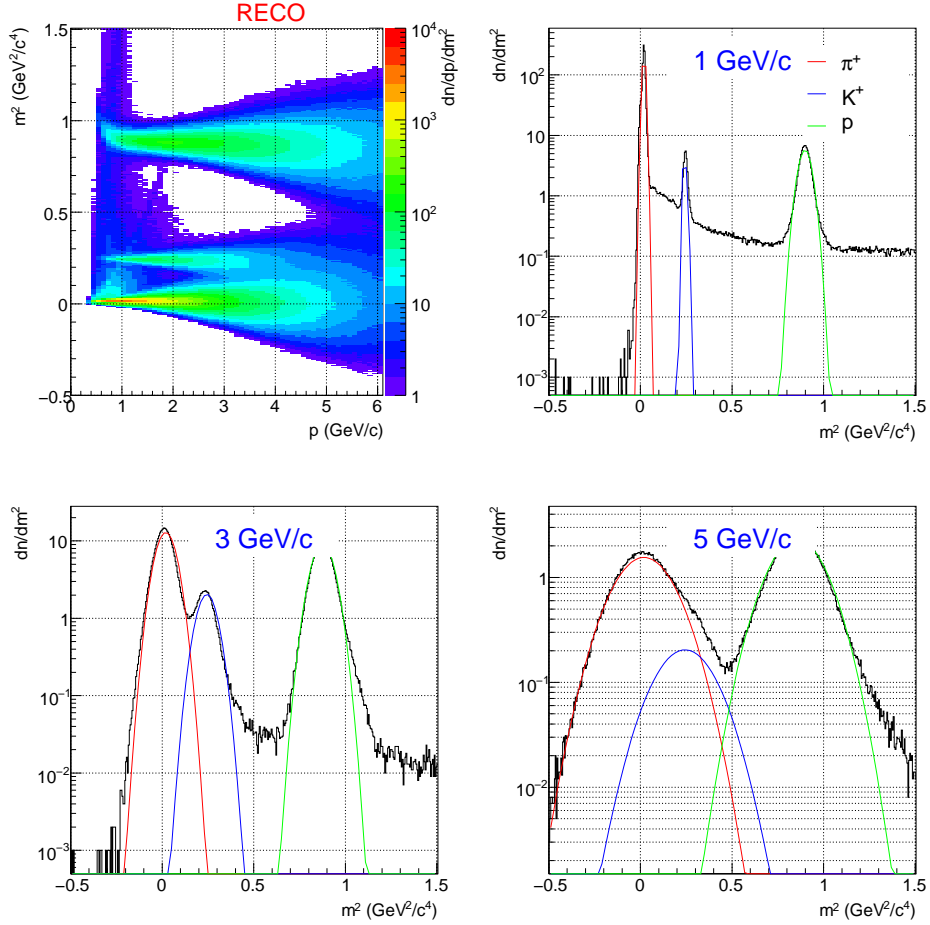 RECO
m² (GeV²/c⁴)
1.5
1
0.5
0
−0.5
0 1 2 3 4 5 6
p (GeV/c)
10⁴
10³
10²
10
1
dn/dp/dm²
dn/dm²
1 GeV/c
π⁺
K⁺
p
10²
10
1
10⁻¹
10⁻²
10⁻³
−0.5 0 0.5 1 1.5
m² (GeV²/c⁴)
dn/dm²
3 GeV/c
10
1
10⁻¹
10⁻²
10⁻³
−0.5 0 0.5 1 1.5
m² (GeV²/c⁴)
dn/dm²
5 GeV/c
1
10⁻¹
10⁻²
−0.5 0 0.5 1 1.5
m² (GeV²/c⁴)